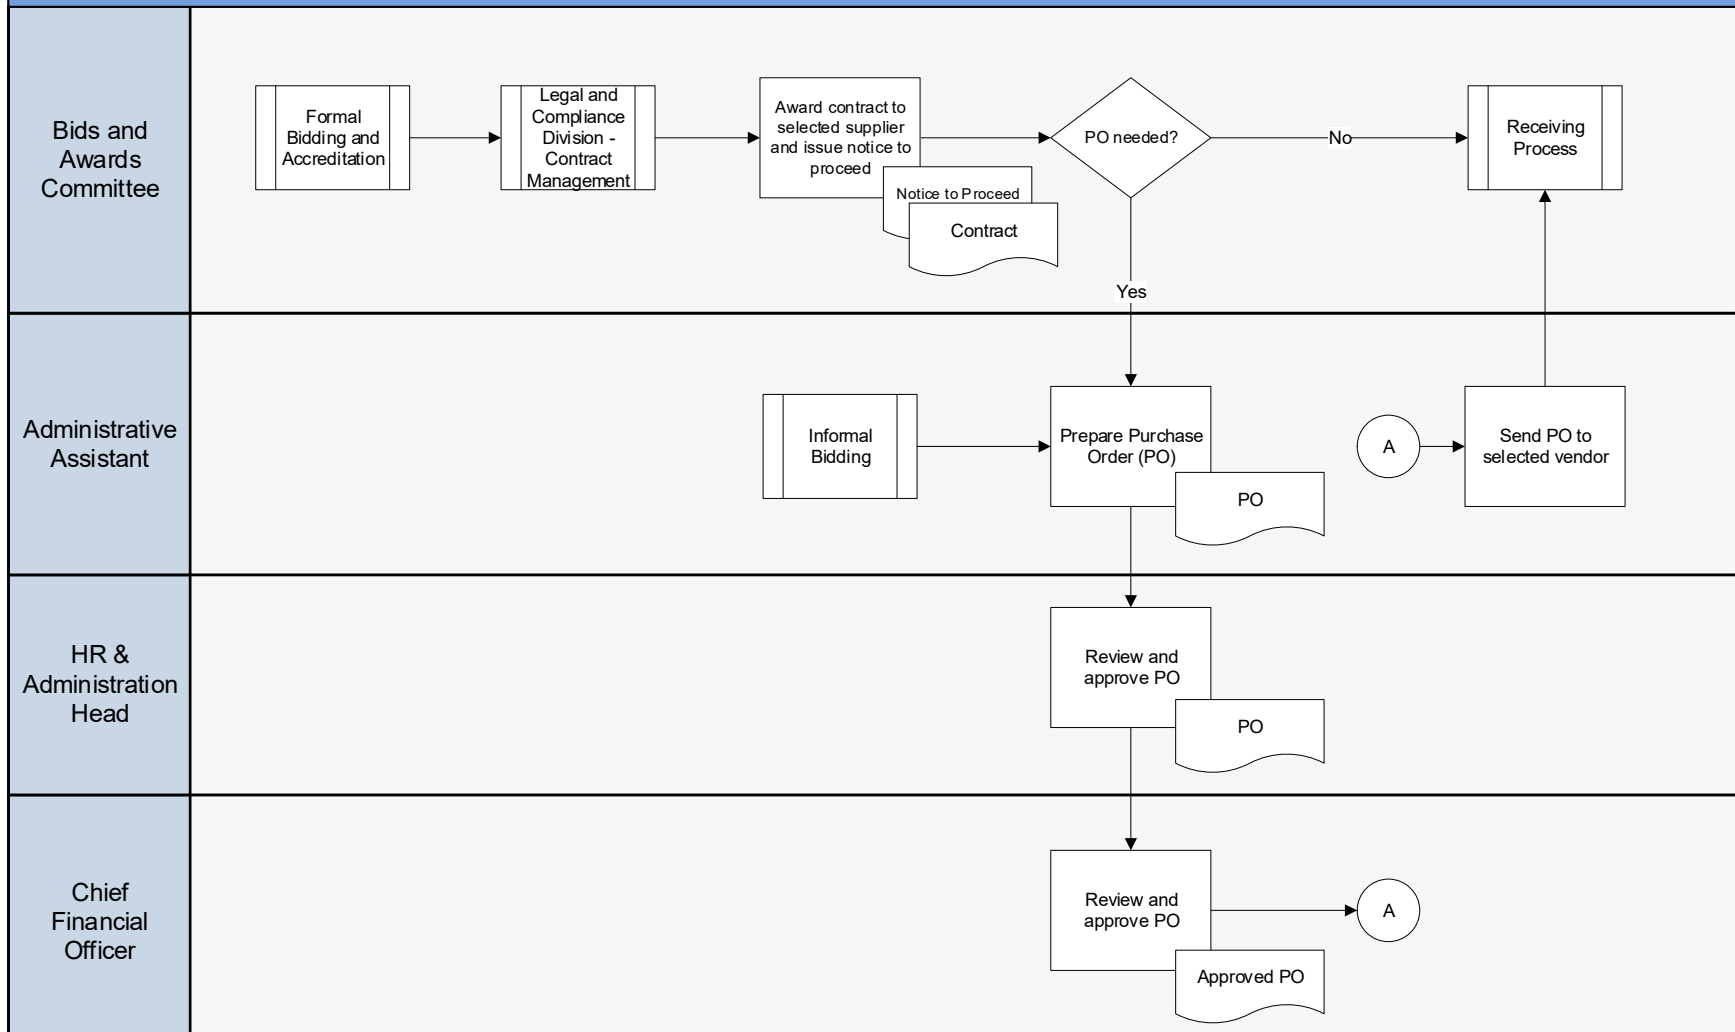 Bids and
Awards
Committee
Formal
Bidding and
Accreditation
Legal and
Compliance
Division -
Contract
Management
Award contract to
selected supplier
and issue notice to
proceed
Notice to Proceed
Contract
PO needed?
No
Receiving
Process
Yes
Administrative
Assistant
Informal
Bidding
Prepare Purchase
Order (PO)
PO
A
Send PO to
selected vendor
HR &
Administration
Head
Review and
approve PO
PO
Chief
Financial
Officer
Review and
approve PO
Approved PO
A